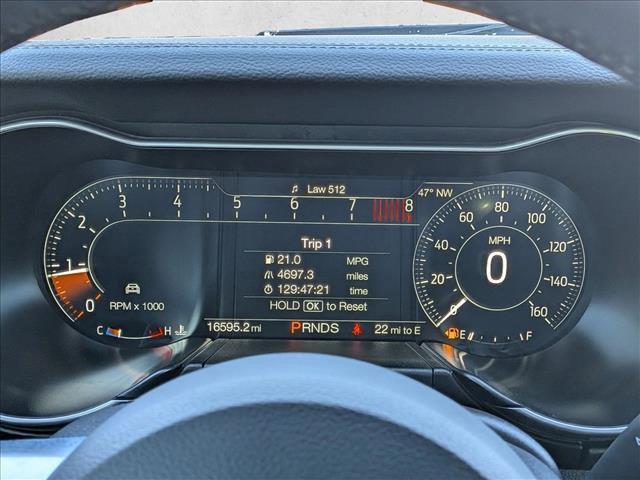 ♫ Law 512
47° NW
0 1 2 3 4 5 6 7 8
RPM x 1000
C H
Trip 1
21.0 MPG
4697.3 miles
129:47:21 time
HOLD OK to Reset
16595.2 mi PRNDS 22 mi to E
0 20 40 60 80 100 120 140 160
MPH
0
E F